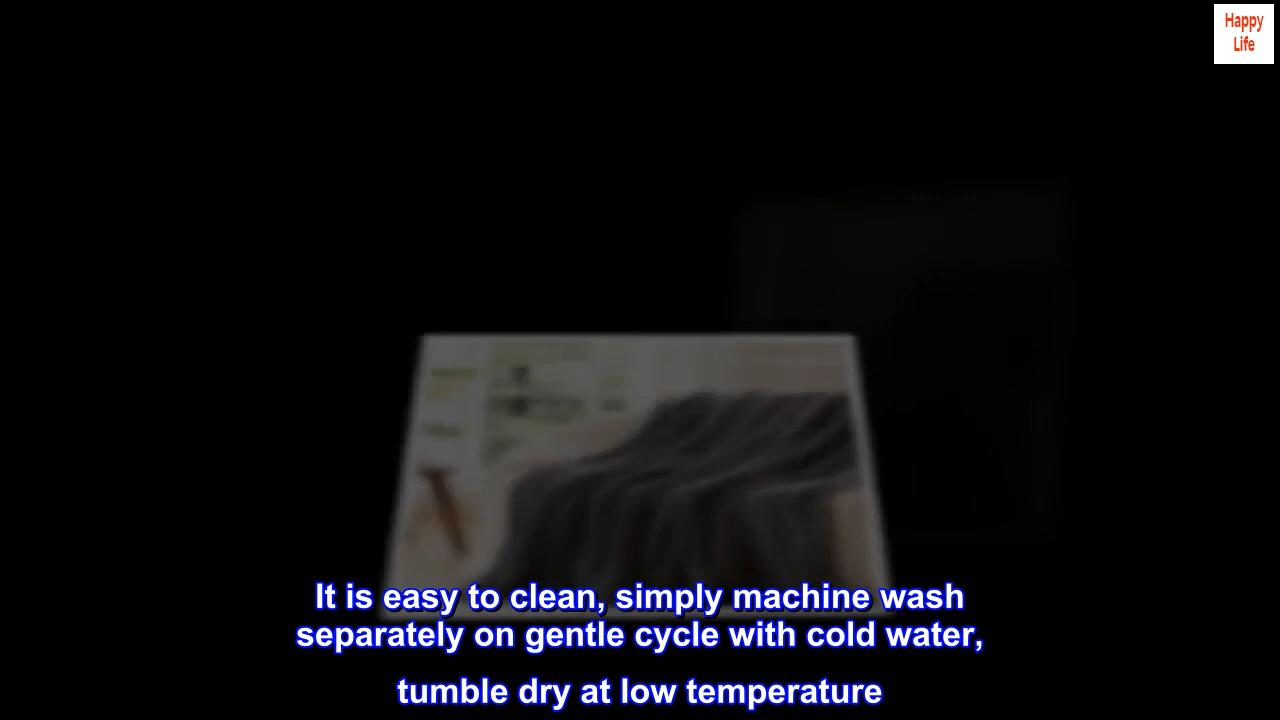 Happy
Life
It is easy to clean, simply machine wash
separately on gentle cycle with cold water,
tumble dry at low temperature